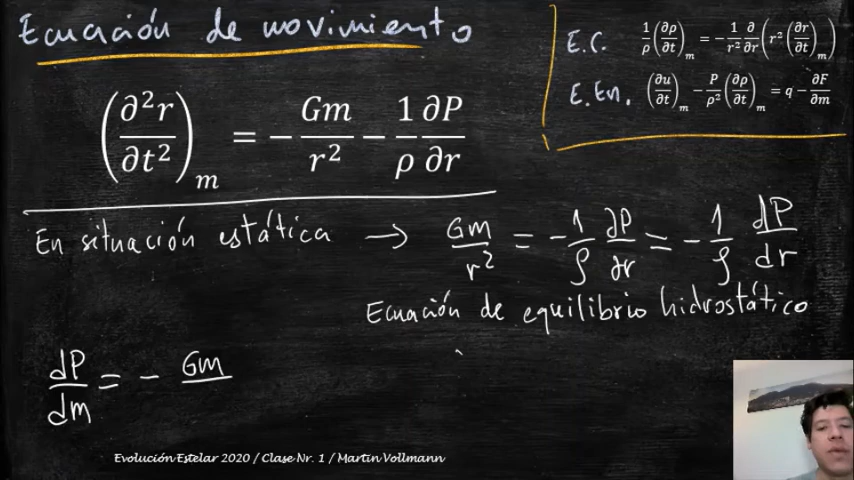 Ecuación de movimiento
E.C. 1/ρ (∂ρ/∂t)_m = − 1/r² ∂/∂r (r² (∂r/∂t)_m)
E.En. (∂u/∂t)_m − P/ρ² (∂ρ/∂t)_m = q − ∂F/∂m
(∂²r/∂t²)_m = − Gm/r² − 1/ρ ∂P/∂r
En situación estática → Gm/r² = − 1/ρ ∂P/∂r = − 1/ρ dP/dr
Ecuación de equilibrio hidrostático
dP/dm = − Gm
Evolución Estelar 2020 / Clase Nr. 1 / Martin Vollmann